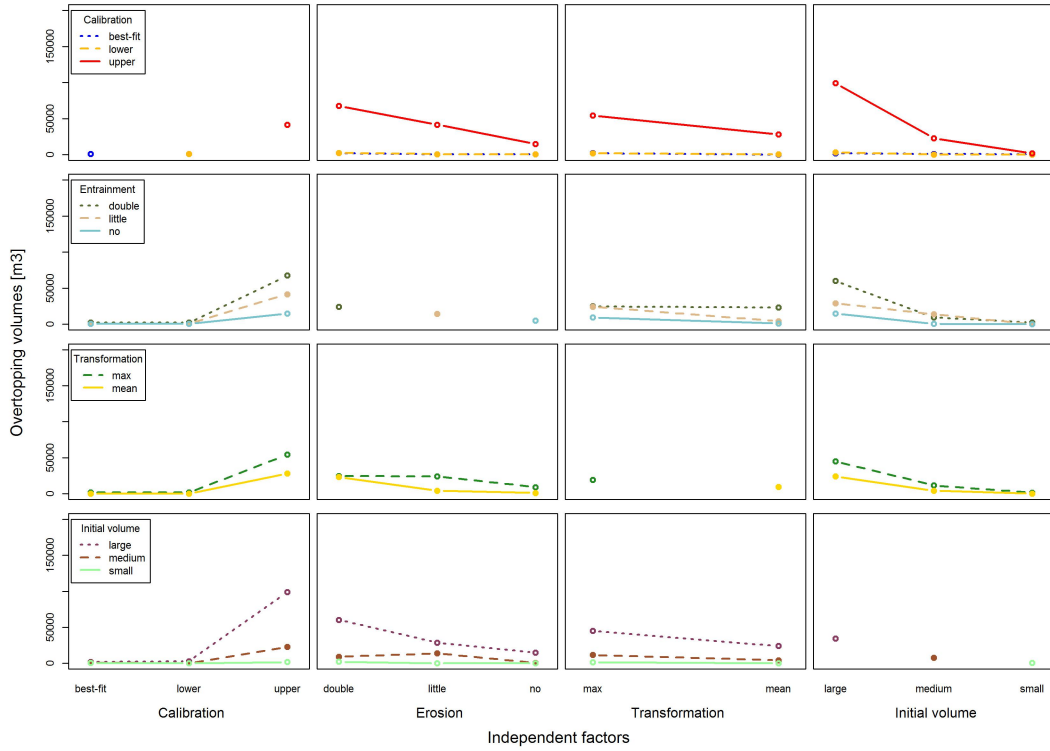 Calibration
best-fit
lower
upper
150000
50000
0
Entrainment
double
little
no
150000
50000
0
Overtopping volumes [m3]
Transformation
max
mean
150000
50000
0
Initial volume
large
medium
small
150000
50000
0
best-fit lower upper double little no max mean large medium small
Calibration Erosion Transformation Initial volume
Independent factors